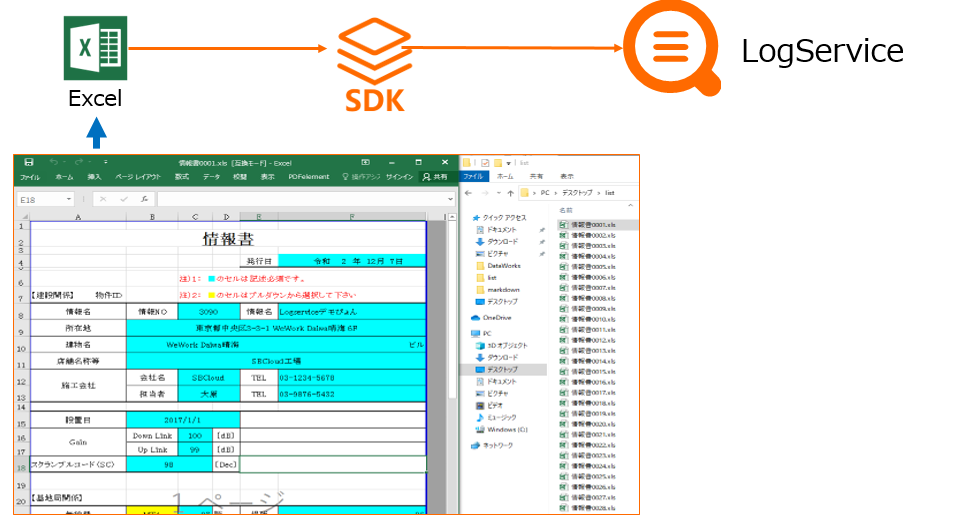 Excel
SDK
LogService
情報書0001.xls [互換モード] - Excel
ファイル ホーム 挿入 ページ レイアウト 数式 データ 校閲 表示 PDFelement サインイン 共有
E18
A B C D E F
情報書
発行日 令和 2 年 12月 7日
注)1: のセルは記述必須です。
【建設関係】 物件ID 注)2: のセルはプルダウンから選択して下さい
情報名 情報NO 3090 情報名 Logserviceデモびょん
所在地 東京都中央区3-3-1 WeWork Daiwa晴海 6F
建物名 WeWork Daiwa晴海 ビル
店舗名称等 SBCloud工場
施工会社 会社名 SBCloud TEL 03-1234-5678
担当者 大原 TEL 03-9876-5432
設置日 2017/1/1
Gain Down Link 100 [dB]
Up Link 99 [dB]
スクランブルコード(SC) 98 [Dec]
【基地局関係】
1 ページ
list
ファイル ホーム 共有 表示
PC › デスクトップ › list
名前
クイック アクセス
ドキュメント
ダウンロード
ピクチャ
DataWorks
list
markdown
デスクトップ
OneDrive
PC
3D オブジェクト
ダウンロード
デスクトップ
ドキュメント
ピクチャ
ビデオ
ミュージック
Windows (C:)
ネットワーク
情報書0001.xls
情報書0002.xls
情報書0003.xls
情報書0004.xls
情報書0005.xls
情報書0006.xls
情報書0007.xls
情報書0008.xls
情報書0009.xls
情報書0010.xls
情報書0011.xls
情報書0012.xls
情報書0013.xls
情報書0014.xls
情報書0015.xls
情報書0016.xls
情報書0017.xls
情報書0018.xls
情報書0019.xls
情報書0020.xls
情報書0021.xls
情報書0022.xls
情報書0023.xls
情報書0024.xls
情報書0025.xls
情報書0026.xls
情報書0027.xls
情報書0028.xls